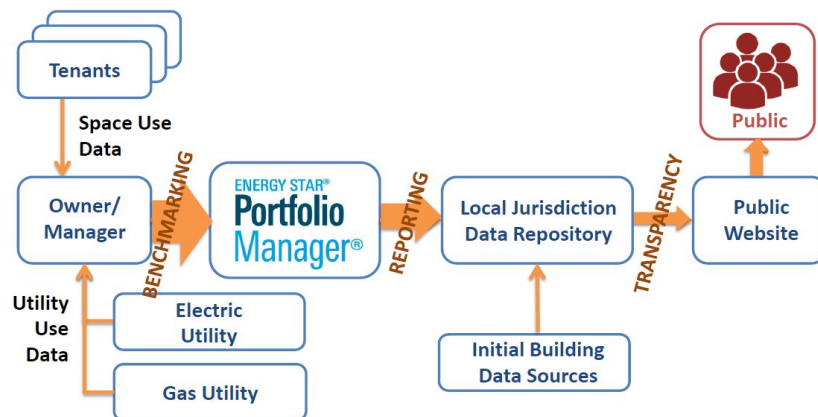 Tenants
Space Use
Data
Owner/
Manager
BENCHMARKING
ENERGY STAR®
Portfolio
Manager®
REPORTING
Local Jurisdiction
Data Repository
TRANSPARENCY
Public
Website
Public
Utility
Use
Data
Electric
Utility
Gas Utility
Initial Building
Data Sources